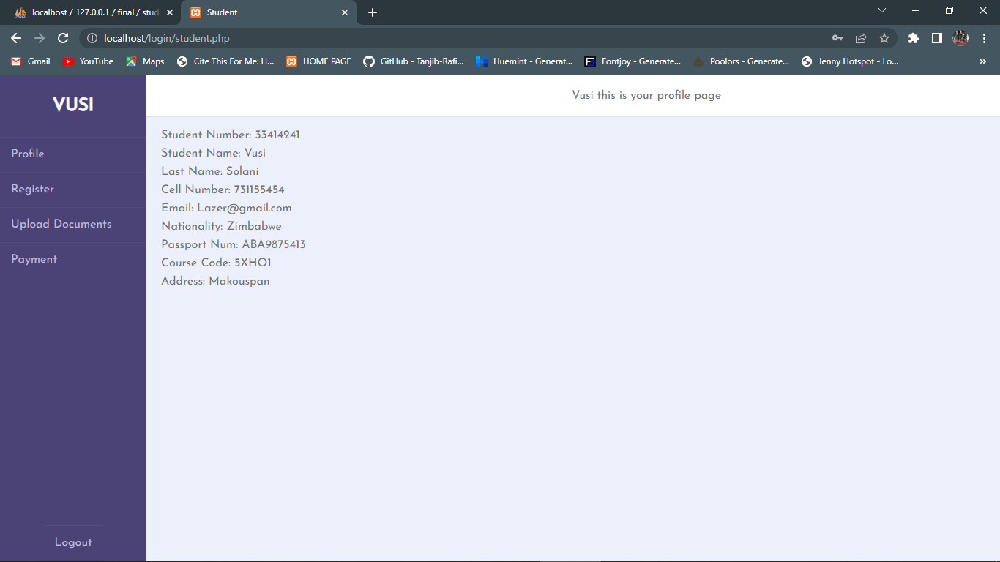 localhost / 127.0.0.1 / final / stud
Student
localhost/login/student.php
Gmail
YouTube
Maps
Cite This For Me: H...
HOME PAGE
GitHub - Tanjib-Rafi...
Huemint - Generat...
Fontjoy - Generate...
Poolors - Generate...
Jenny Hotspot - Lo...
VUSI
Profile
Register
Upload Documents
Payment
Logout
Vusi this is your profile page
Student Number: 33414241
Student Name: Vusi
Last Name: Solani
Cell Number: 731155454
Email: Lazer@gmail.com
Nationality: Zimbabwe
Passport Num: ABA9875413
Course Code: 5XHO1
Address: Makouspan